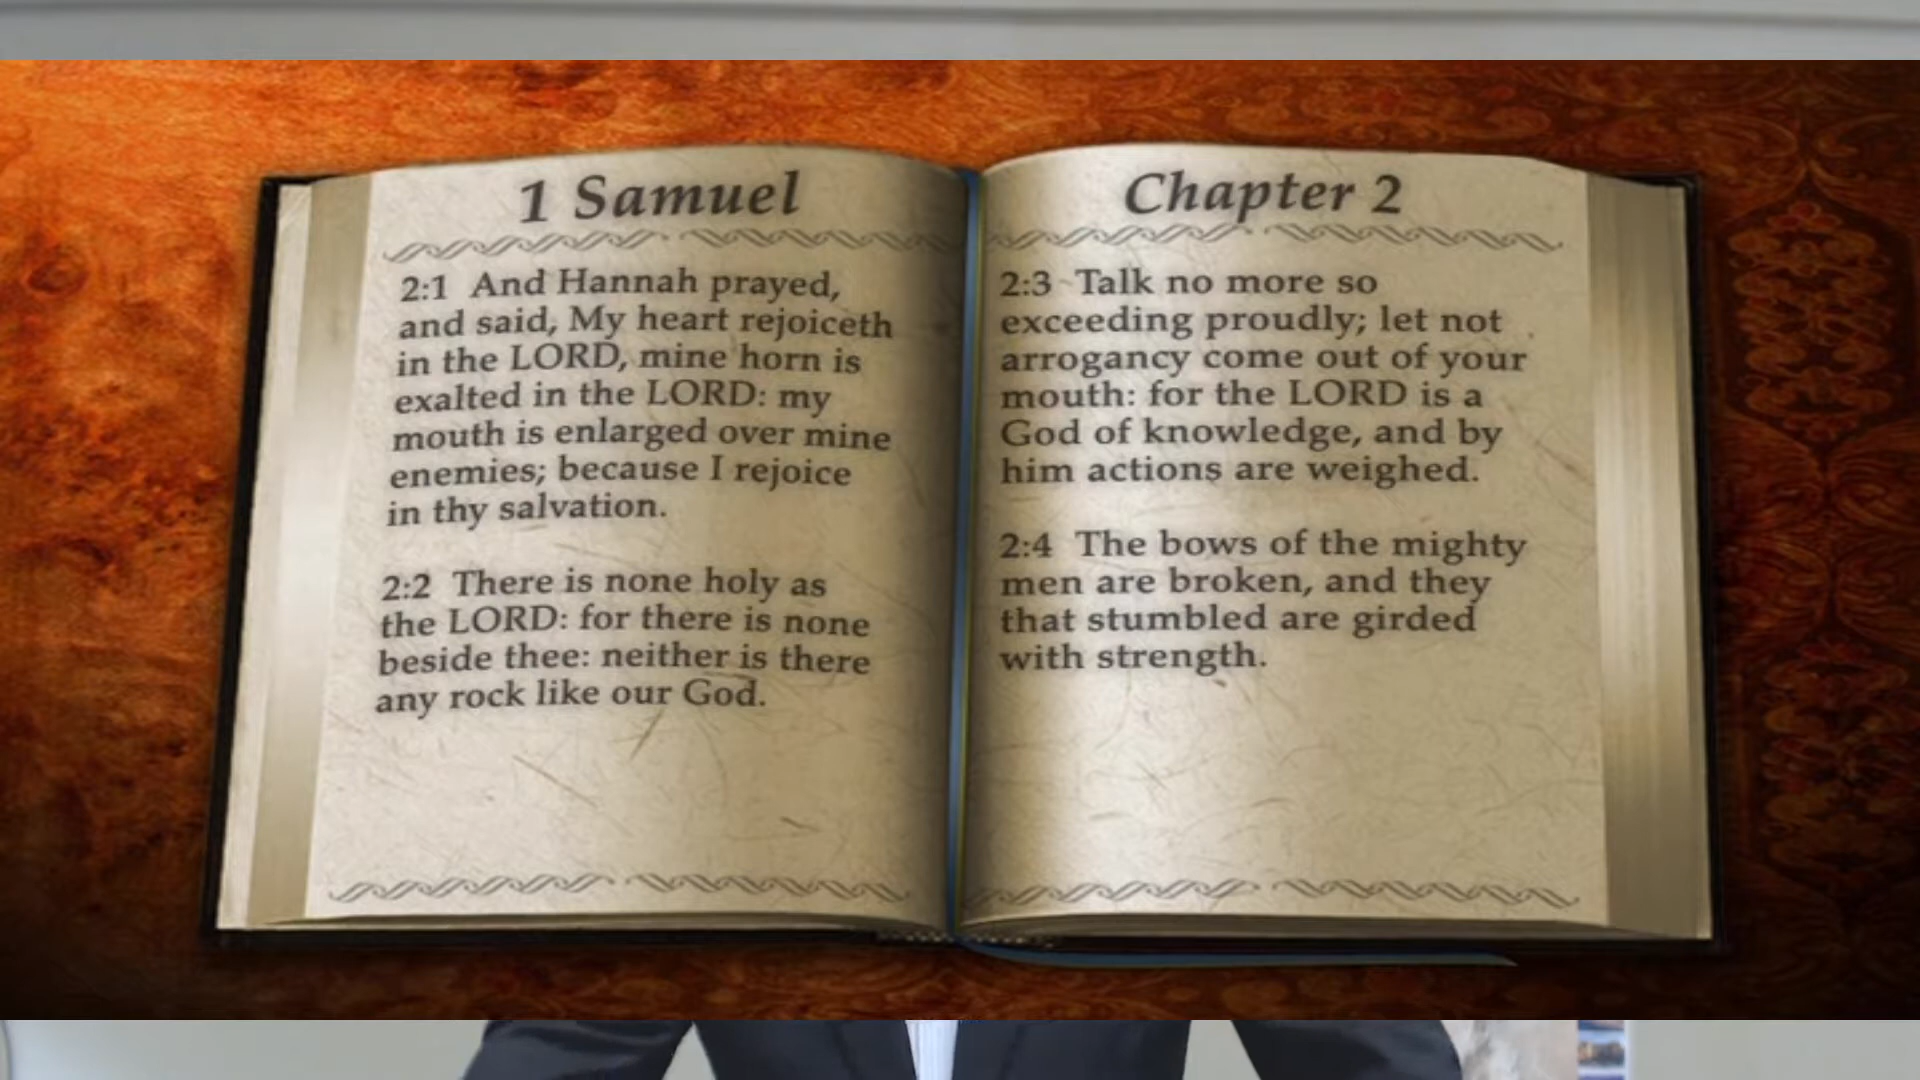 1 Samuel
2:1 And Hannah prayed,
and said, My heart rejoiceth
in the LORD, mine horn is
exalted in the LORD: my
mouth is enlarged over mine
enemies; because I rejoice
in thy salvation.
2:2 There is none holy as
the LORD: for there is none
beside thee: neither is there
any rock like our God.
Chapter 2
2:3 Talk no more so
exceeding proudly; let not
arrogancy come out of your
mouth: for the LORD is a
God of knowledge, and by
him actions are weighed.
2:4 The bows of the mighty
men are broken, and they
that stumbled are girded
with strength.